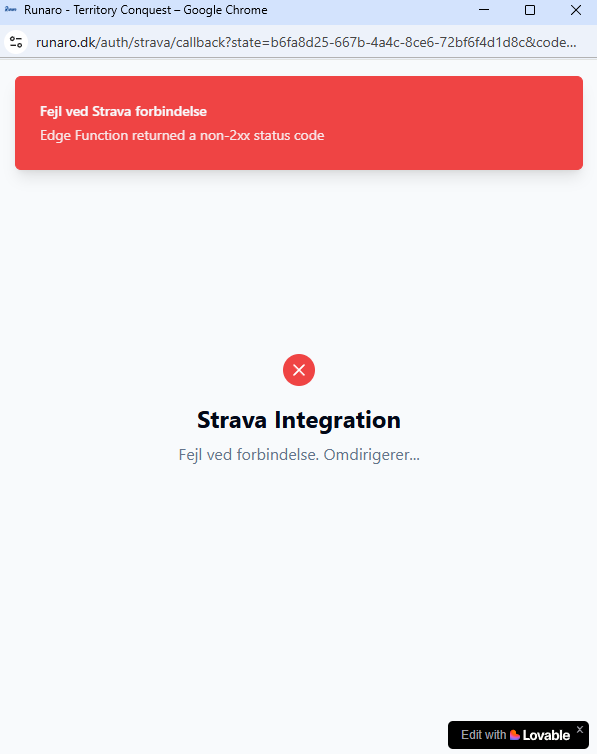 Runaro - Territory Conquest – Google Chrome
runaro.dk/auth/strava/callback?state=b6fa8d25-667b-4a4c-8ce6-72bf6f4d1d8c&code...
Fejl ved Strava forbindelse
Edge Function returned a non-2xx status code
Strava Integration
Fejl ved forbindelse. Omdirigerer...
Edit with Lovable